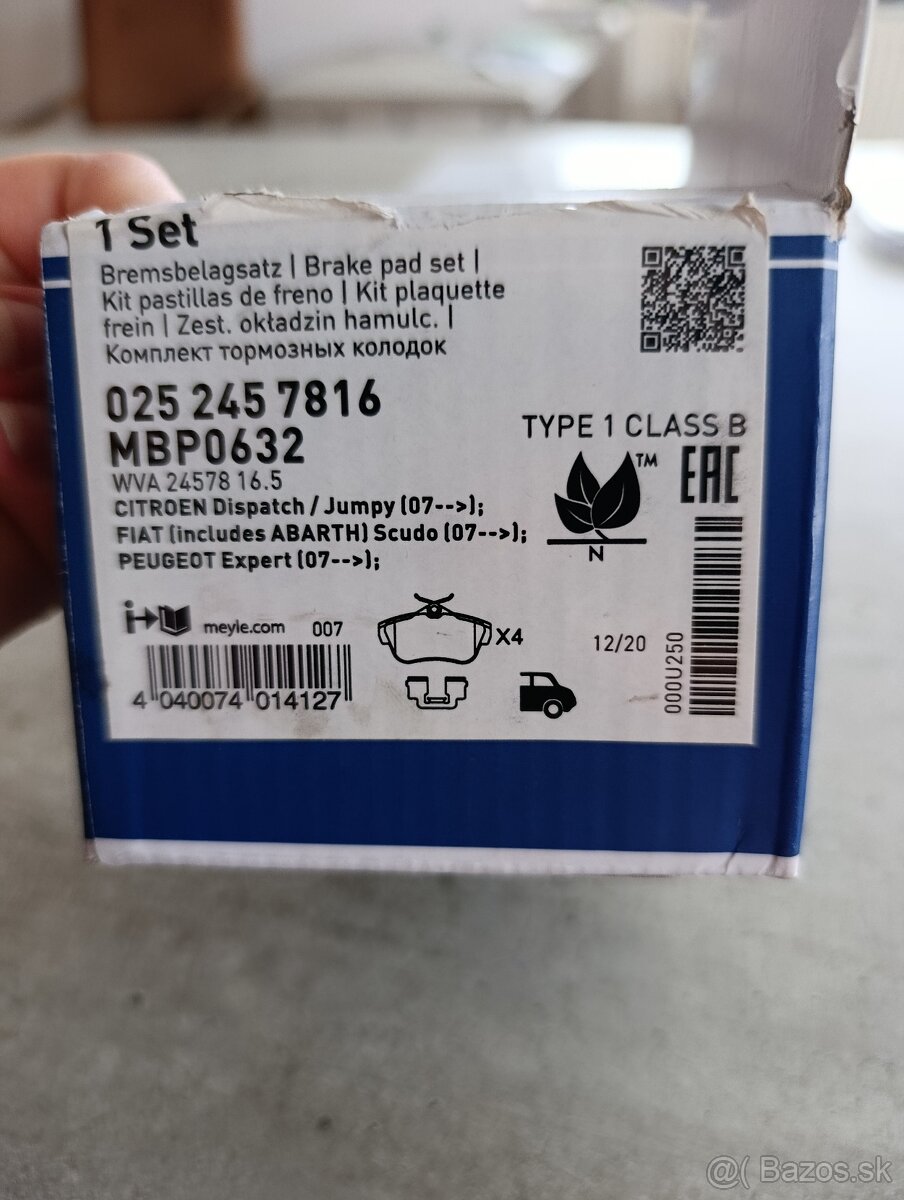 1 Set
Bremsbelagsatz | Brake pad set |
Kit pastillas de freno | Kit plaquette
frein | Zest. okładzin hamulc. |
Комплект тормозных колодок
025 245 7816
MBP0632
WVA 24578 16.5
CITROEN Dispatch / Jumpy (07-->);
FIAT (includes ABARTH) Scudo (07-->);
PEUGEOT Expert (07-->);
TYPE 1 CLASS B
TM
EAC
N
meyle.com 007
X4
12/20
000U250
4 040074 014127
@( Bazos.sk